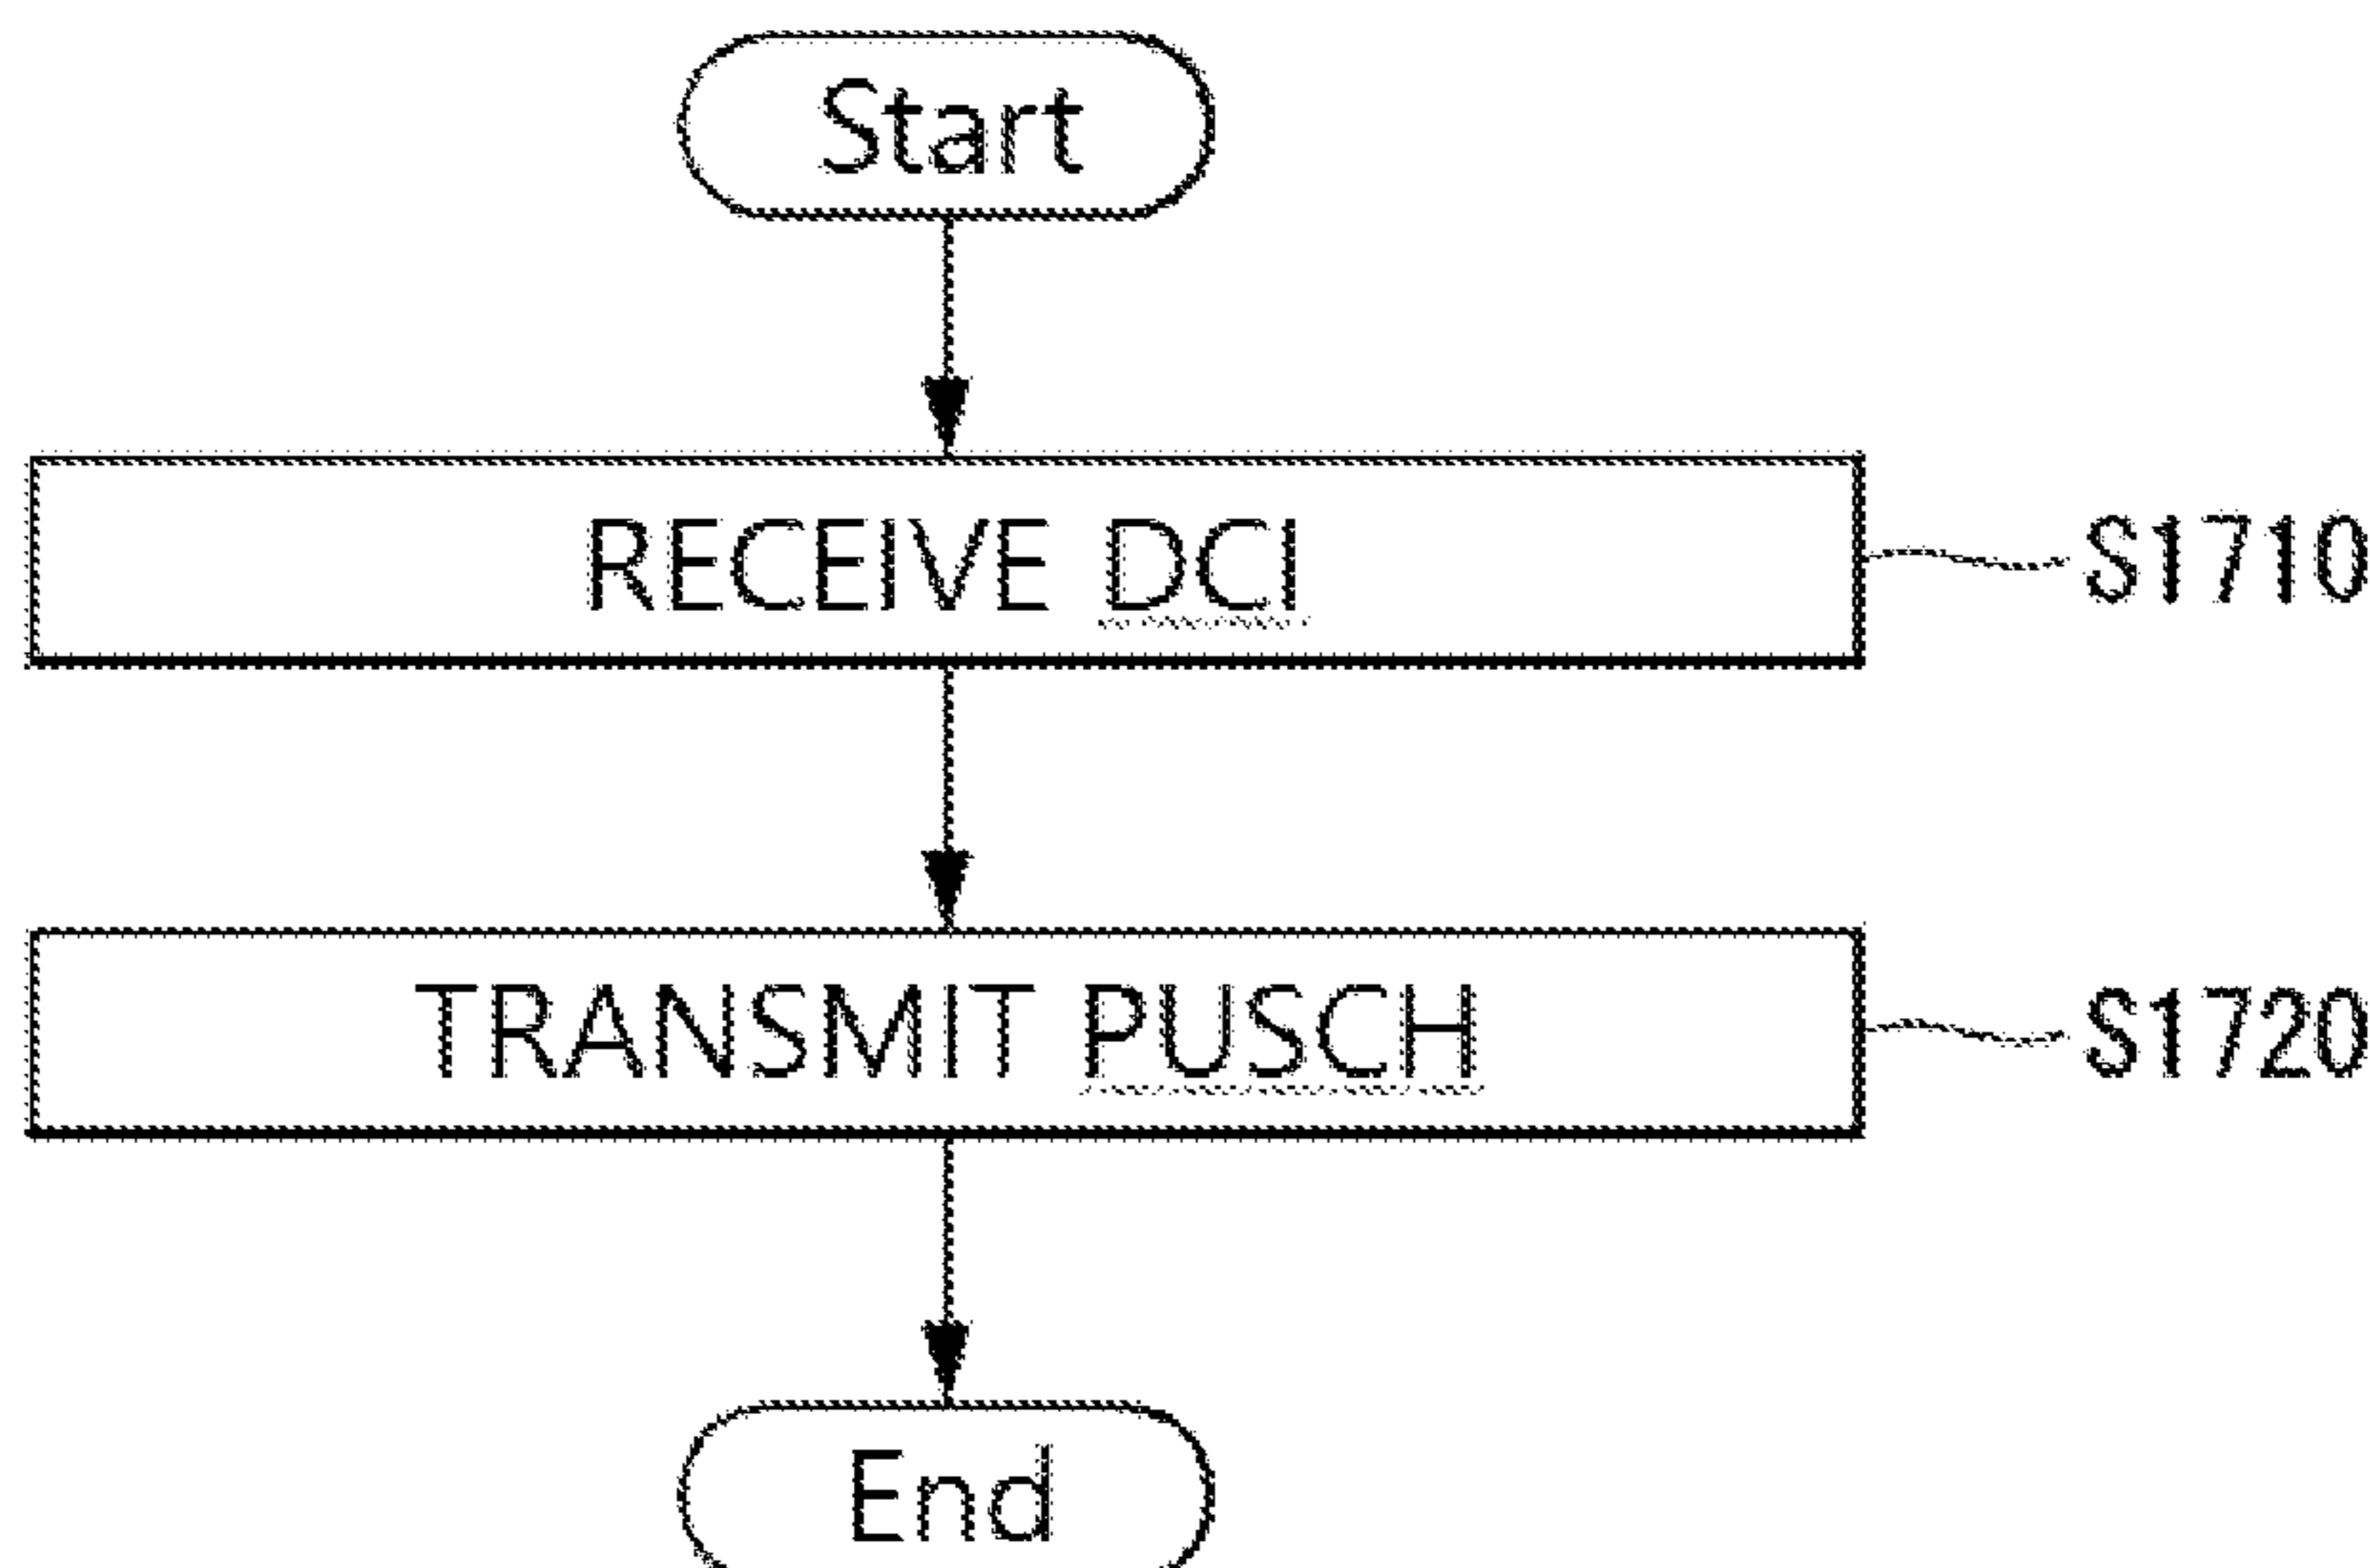 Start
RECEIVE DCI
S1710
TRANSMIT PUSCH
S1720
End